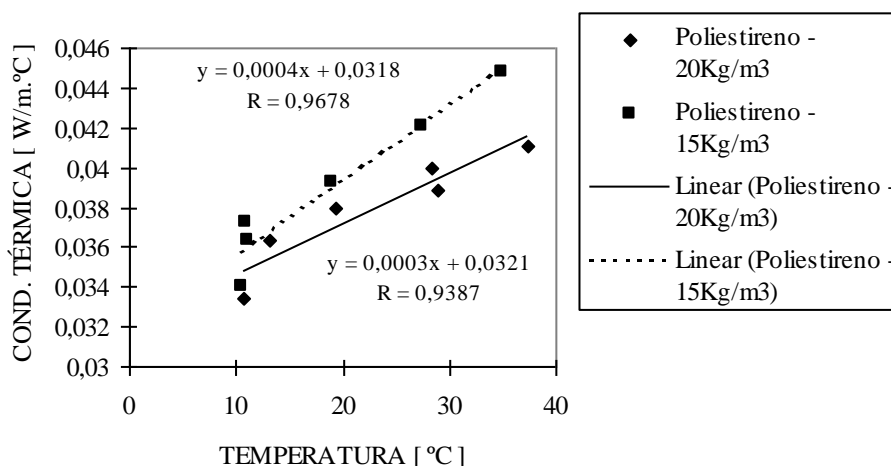 COND. TÉRMICA [ W/m.ºC]
0,046
0,044
0,042
0,04
0,038
0,036
0,034
0,032
0,03
y = 0,0004x + 0,0318
R = 0,9678
y = 0,0003x + 0,0321
R = 0,9387
0
10
20
30
40
TEMPERATURA [ ºC ]
Poliestireno -
20Kg/m3
Poliestireno -
15Kg/m3
Linear (Poliestireno -
20Kg/m3)
Linear (Poliestireno -
15Kg/m3)